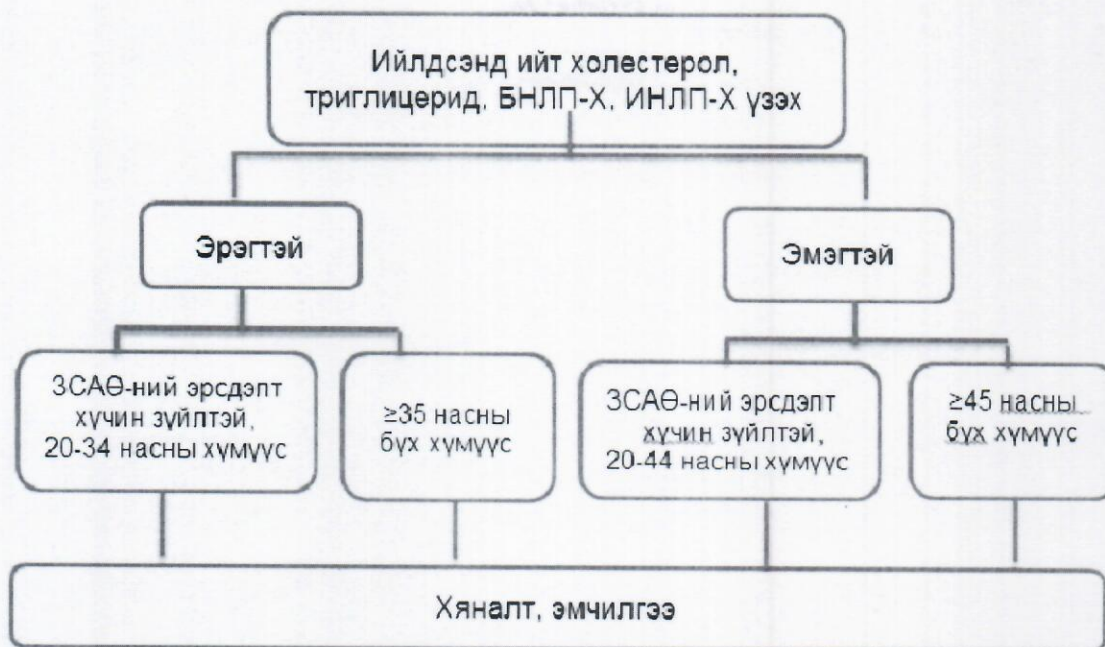 Ийлдсэнд ийт холестерол,
триглицерид, БНЛП-Х, ИНЛП-Х үзэх
Эрэгтэй
Эмэгтэй
ЗСАӨ-ний эрсдэлт
хүчин зүйлтэй,
20-34 насны хүмүүс
≥35 насны
бүх хүмүүс
ЗСАӨ-ний эрсдэлт
хүчин зүйлтэй,
20-44 насны хүмүүс
≥45 насны
бүх хүмүүс
Хяналт, эмчилгээ